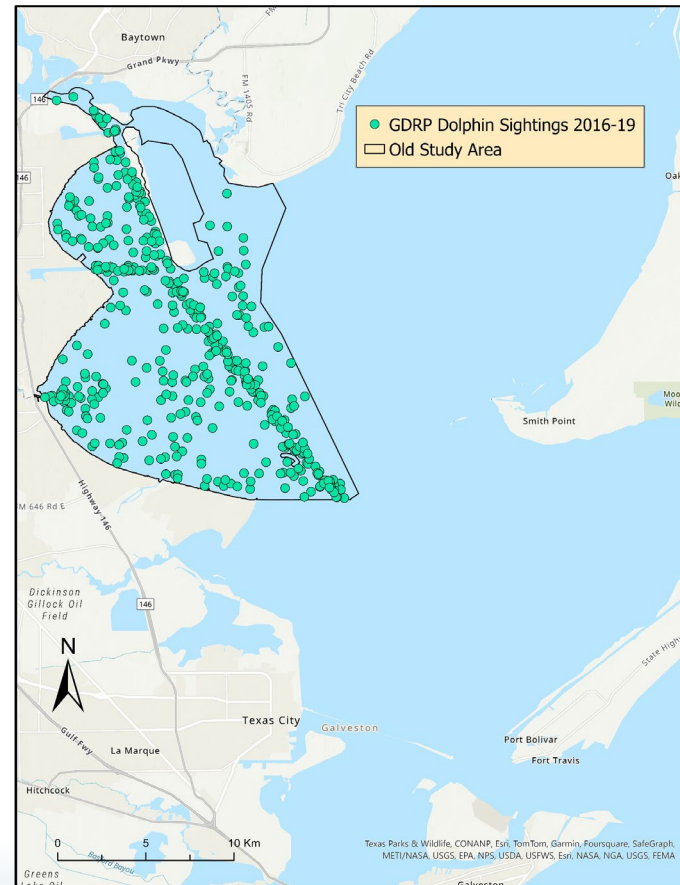 Baytown
Grand Pkwy
FM
146
FM 1405 Rd
Tri City Beach Rd
GDRP Dolphin Sightings 2016-19
Old Study Area
Oak
146
Moo
Wild
Smith Point
Highway 146
FM 646 Rd E
Dickinson
Gillock Oil
Field
146
N
State High
Texas City
Galveston
Gulf Fwy
La Marque
Port Bolivar
Fort Travis
Hitchcock
0 5 10 Km
Texas Parks & Wildlife, CONANP, Esri, TomTom, Garmin, Foursquare, SafeGraph,
METI/NASA, USGS, EPA, NPS, USDA, USFWS, Esri, NASA, NGA, USGS, FEMA
Bayou
Greens
Galveston